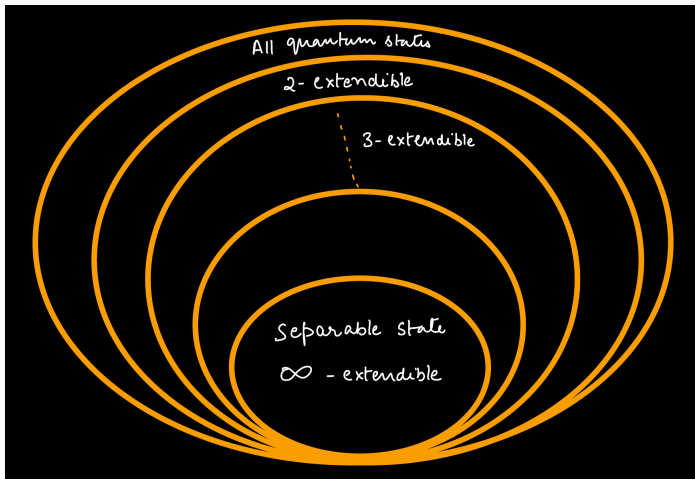 All quantum states
2- extendible
3-extendible
Separable state
∞ - extendible